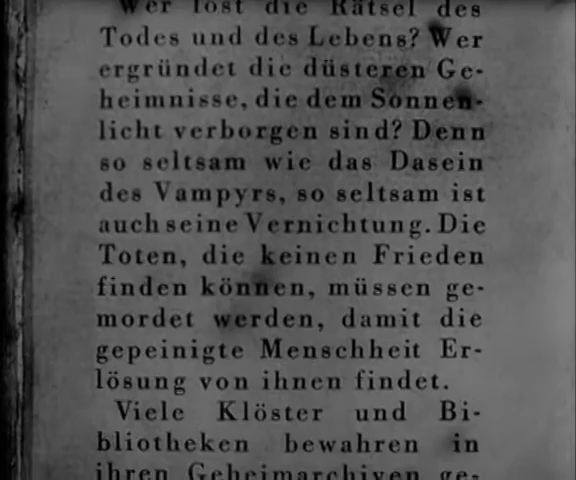 Wer löst die Rätsel des
Todes und des Lebens? Wer
ergründet die düsteren Ge-
heimnisse, die dem Sonnen-
licht verborgen sind? Denn
so seltsam wie das Dasein
des Vampyrs, so seltsam ist
auch seine Vernichtung. Die
Toten, die keinen Frieden
finden können, müssen ge-
mordet werden, damit die
gepeinigte Menschheit Er-
lösung von ihnen findet.
Viele Klöster und Bi-
bliotheken bewahren in
ihren Geheimarchiven ge-